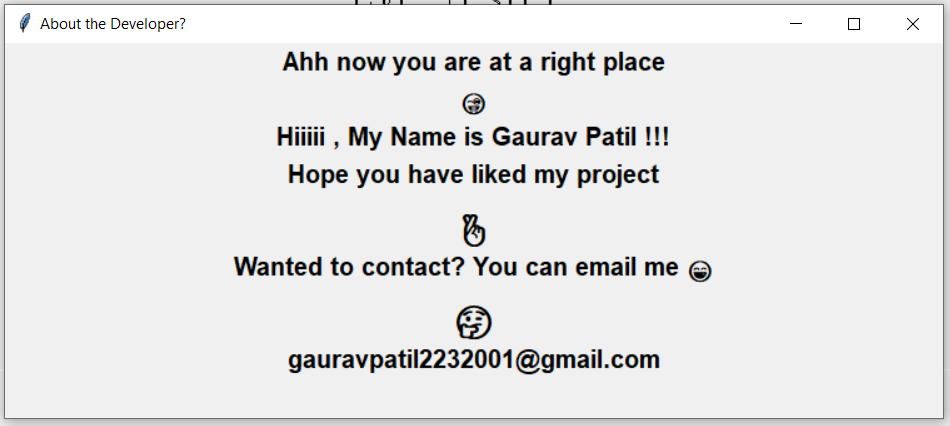 About the Developer?
Ahh now you are at a right place
😜
Hiiiii , My Name is Gaurav Patil !!!
Hope you have liked my project
🫰
Wanted to contact? You can email me 😁
🤔
gauravpatil2232001@gmail.com